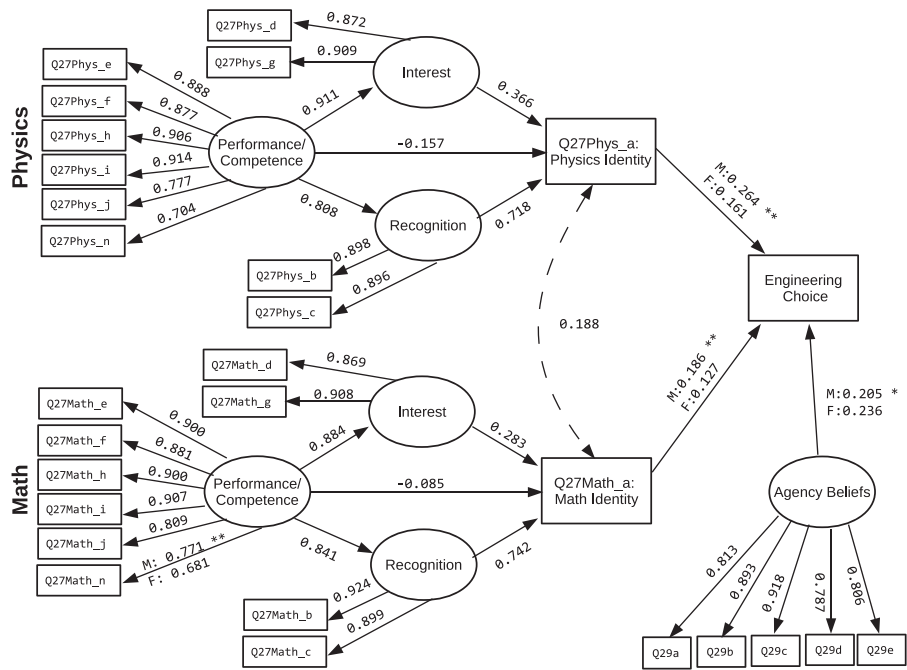 Physics
Q27Phys_d
0.872
Q27Phys_g
0.909
Interest
Q27Phys_e
0.888
Q27Phys_f
0.877
Q27Phys_h
0.906
Q27Phys_i
0.914
Q27Phys_j
0.777
Q27Phys_n
0.704
Performance/
Competence
0.911
0.366
-0.157
0.808
Recognition
0.718
Q27Phys_b
0.898
Q27Phys_c
0.896
Q27Phys_a:
Physics Identity
M:0.264 **
F:0.161
Engineering
Choice
0.188
Math
Q27Math_d
0.869
Q27Math_g
0.908
Interest
Q27Math_e
0.900
Q27Math_f
0.881
Q27Math_h
0.900
Q27Math_i
0.907
Q27Math_j
0.809
Q27Math_n
M: 0.771 **
F: 0.681
Performance/
Competence
0.884
0.283
-0.085
0.841
Recognition
0.742
Q27Math_b
0.924
Q27Math_c
0.899
Q27Math_a:
Math Identity
M:0.186 **
F:0.127
M:0.205 *
F:0.236
Agency Beliefs
0.813
0.893
0.918
0.787
0.806
Q29a
Q29b
Q29c
Q29d
Q29e